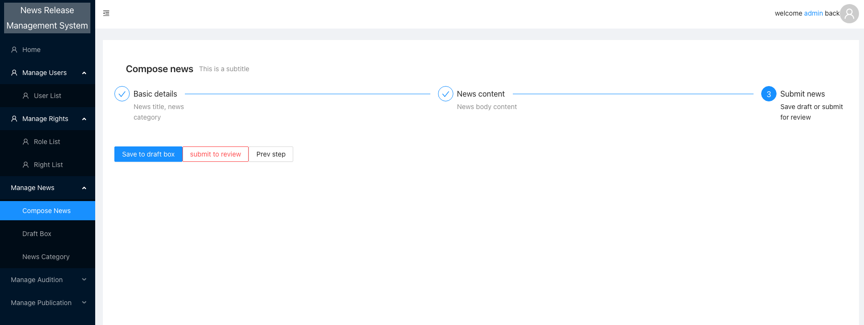 News Release
Management System
welcome admin back
Home
Manage Users
User List
Manage Rights
Role List
Right List
Manage News
Compose News
Draft Box
News Category
Manage Audition
Manage Publication
Compose news This is a subtitle
Basic details
News title, news
category
News content
News body content
3 Submit news
Save draft or submit
for review
Save to draft box submit to review Prev step